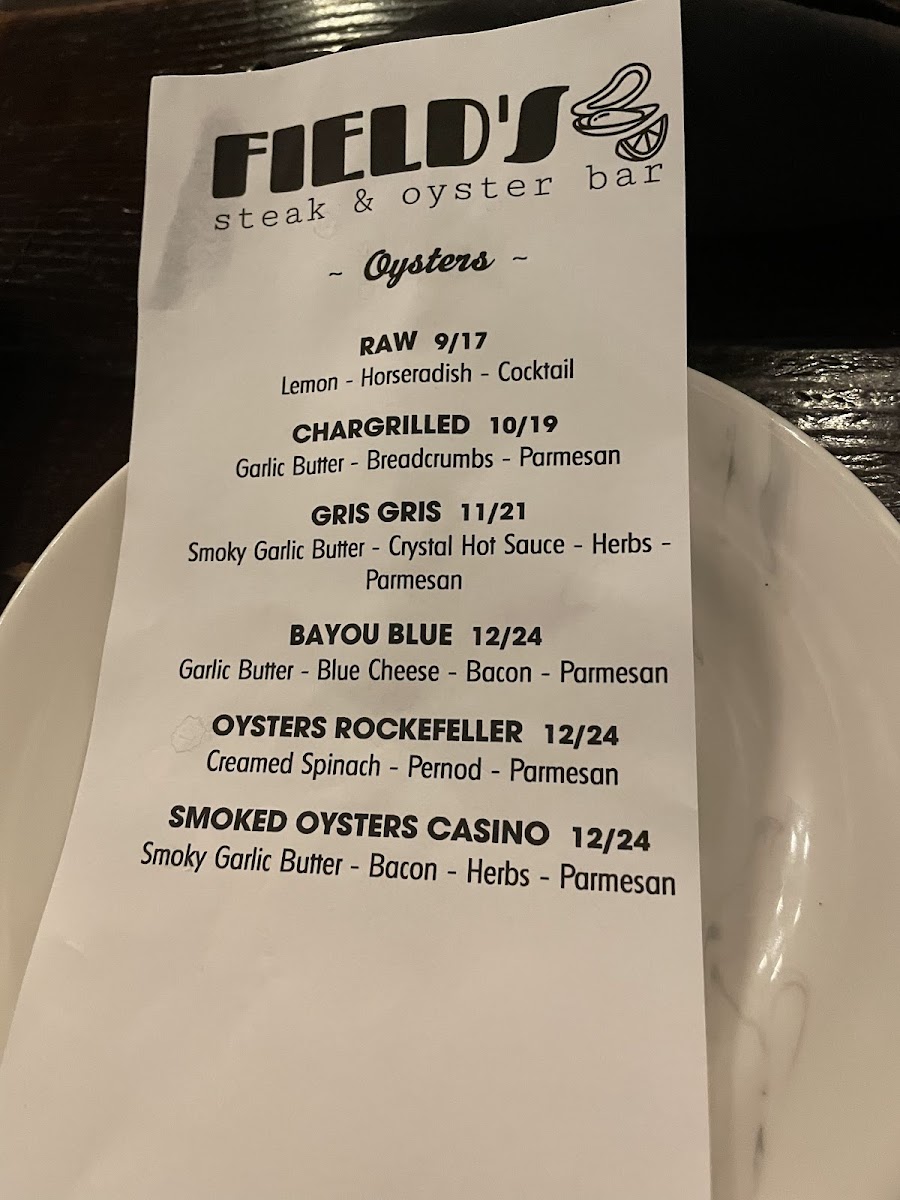 FIELD'S
steak & oyster bar
~ Oysters ~
RAW 9/17
Lemon - Horseradish - Cocktail
CHARGRILLED 10/19
Garlic Butter - Breadcrumbs - Parmesan
GRIS GRIS 11/21
Smoky Garlic Butter - Crystal Hot Sauce - Herbs -
Parmesan
BAYOU BLUE 12/24
Garlic Butter - Blue Cheese - Bacon - Parmesan
OYSTERS ROCKEFELLER 12/24
Creamed Spinach - Pernod - Parmesan
SMOKED OYSTERS CASINO 12/24
Smoky Garlic Butter - Bacon - Herbs - Parmesan